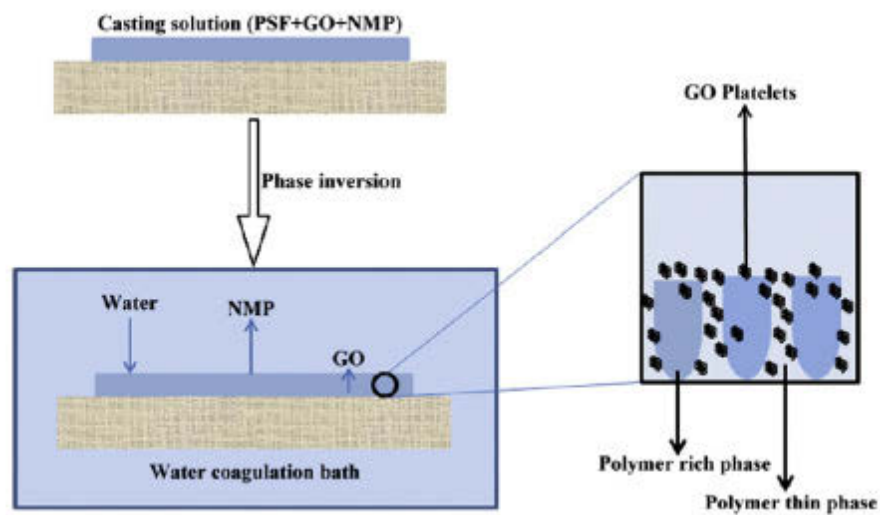 Casting solution (PSF+GO+NMP)
Phase inversion
Water
NMP
GO
Water coagulation bath
GO Platelets
Polymer rich phase
Polymer thin phase